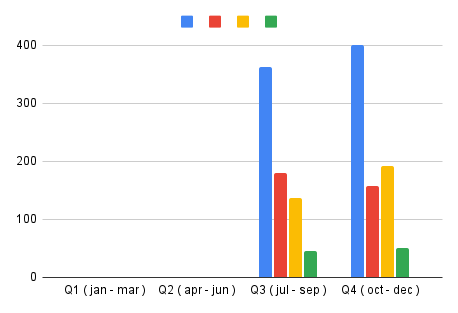 400
300
200
100
0
Q1 ( jan - mar )
Q2 ( apr - jun )
Q3 ( jul - sep )
Q4 ( oct - dec )